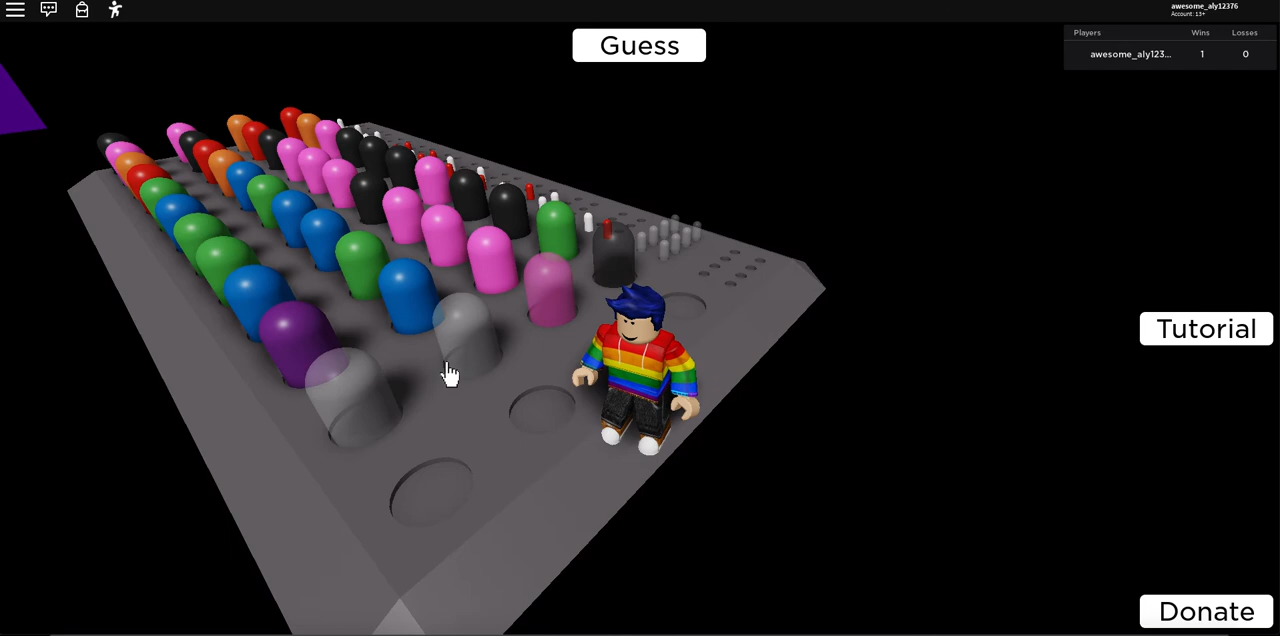 awesome_aly12376
Account: 13+
Guess
Players Wins Losses
awesome_aly123... 1 0
Tutorial
Donate